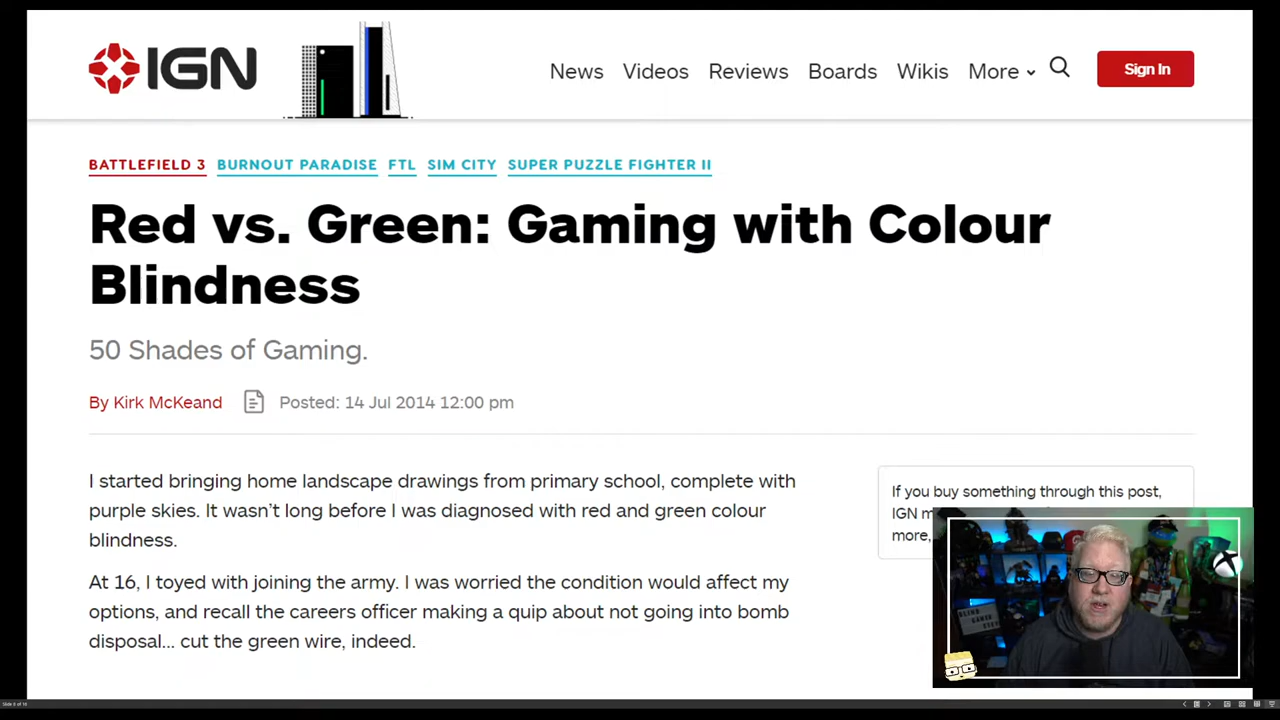 IGN
News Videos Reviews Boards Wikis More
Sign In
BATTLEFIELD 3 BURNOUT PARADISE FTL SIM CITY SUPER PUZZLE FIGHTER II
Red vs. Green: Gaming with Colour
Blindness
50 Shades of Gaming.
By Kirk McKeand Posted: 14 Jul 2014 12:00 pm
I started bringing home landscape drawings from primary school, complete with
purple skies. It wasn't long before I was diagnosed with red and green colour
blindness.
At 16, I toyed with joining the army. I was worried the condition would affect my
options, and recall the careers officer making a quip about not going into bomb
disposal... cut the green wire, indeed.
If you buy something through this post,
IGN
more,
BLIND
GAMER
STEVE